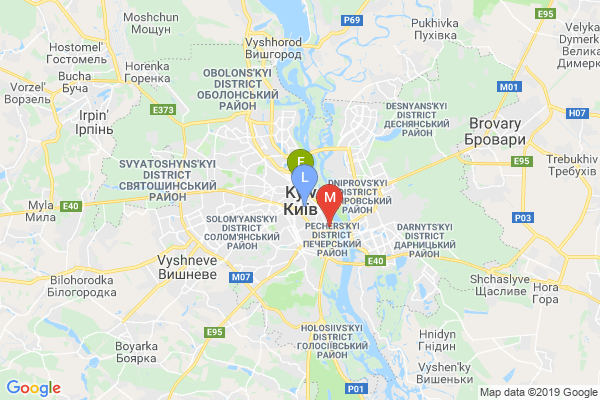 Moschun
Мощун
Pukhivka
Пухівка
E95
P69
Velyka
Dymerk
Велика
Димерк
Hostomel'
Гостомель
Vyshhorod
Вишгород
Horenka
Горенка
OBOLONS'KYI
DISTRICT
ОБОЛОНСЬКИЙ
РАЙОН
Bucha
Буча
Vorzel'
Ворзель
M01
E373
DESNYANS'KYI
DISTRICT
ДЕСНЯНСЬКИЙ
РАЙОН
H07
Irpin'
Ірпінь
Brovary
Бровари
SVYATOSHYNS'KYI
DISTRICT
СВЯТОШИНСЬКИЙ
РАЙОН
E95
Trebukhiv
Требухів
L
M
Kyiv
Київ
DNIPROVS'KYI
DISTRICT
РАЙОН
Myla
Мила
E40
P03
SOLOM'YANS'KYI
DISTRICT
СОЛОМ'ЯНСЬКИЙ
РАЙОН
PECHERS'KYI
DISTRICT
ПЕЧЕРСЬКИЙ
РАЙОН
DARNYTS'KYI
DISTRICT
ДАРНИЦЬКИЙ
РАЙОН
Vyshneve
Вишневе
E40
M07
Bilohorodka
Білогородка
Shchaslyve
Щасливе
Hora
Гора
E95
Boyarka
Боярка
HOLOSIIVS'KYI
DISTRICT
ГОЛОСІЇВСЬКИЙ
РАЙОН
Hnidyn
Гнідин
Vyshen'ky
Вишеньки
P01
Google
Map data ©2019 Google